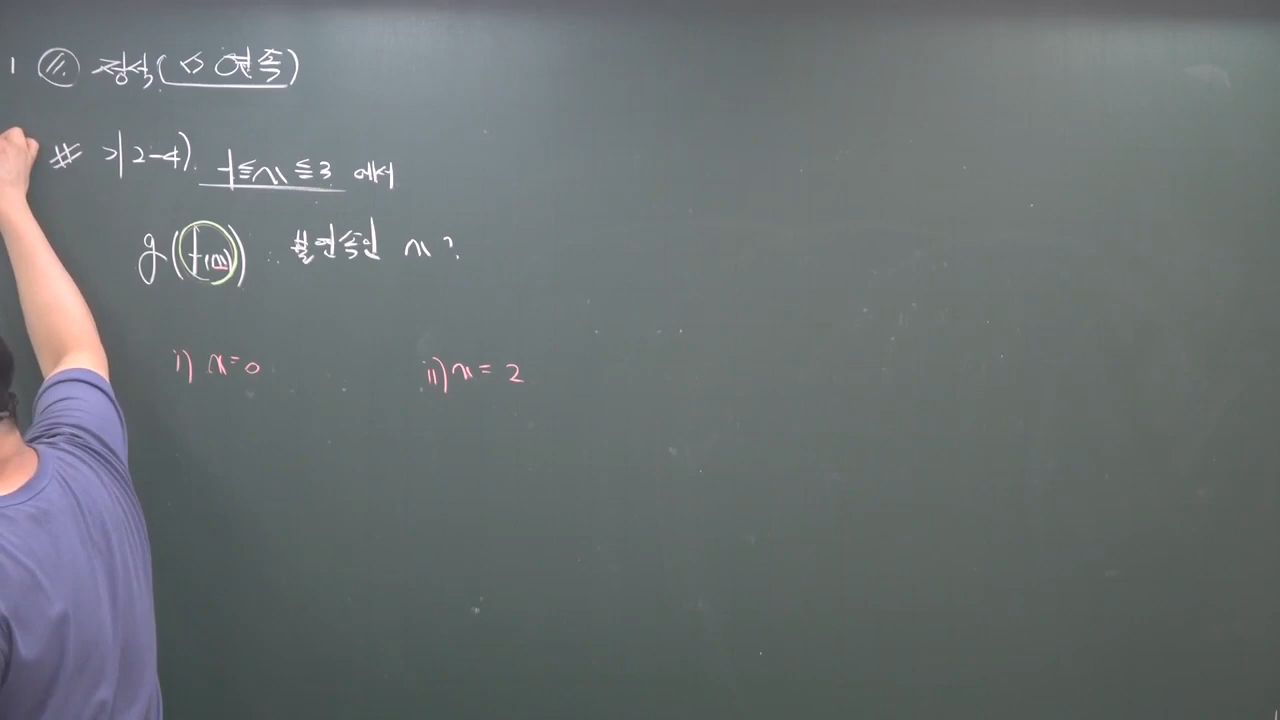 1 11. 정석(⇔ 연속)
# 기2-4). -1≦x≦3 에서
g(f(x)) : 불연속인 x?
i) x=0 ii) x=2